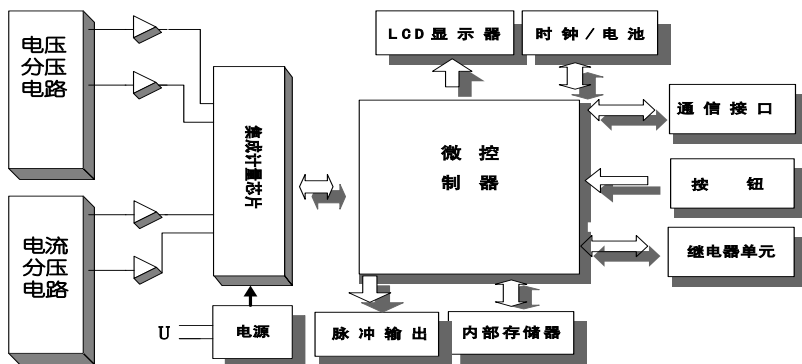 电压
分压
电路
电流
分压
电路
集成计量芯片
U
电源
LCD显示器
时钟/电池
微控
制器
通信接口
按钮
继电器单元
脉冲输出
内部存储器